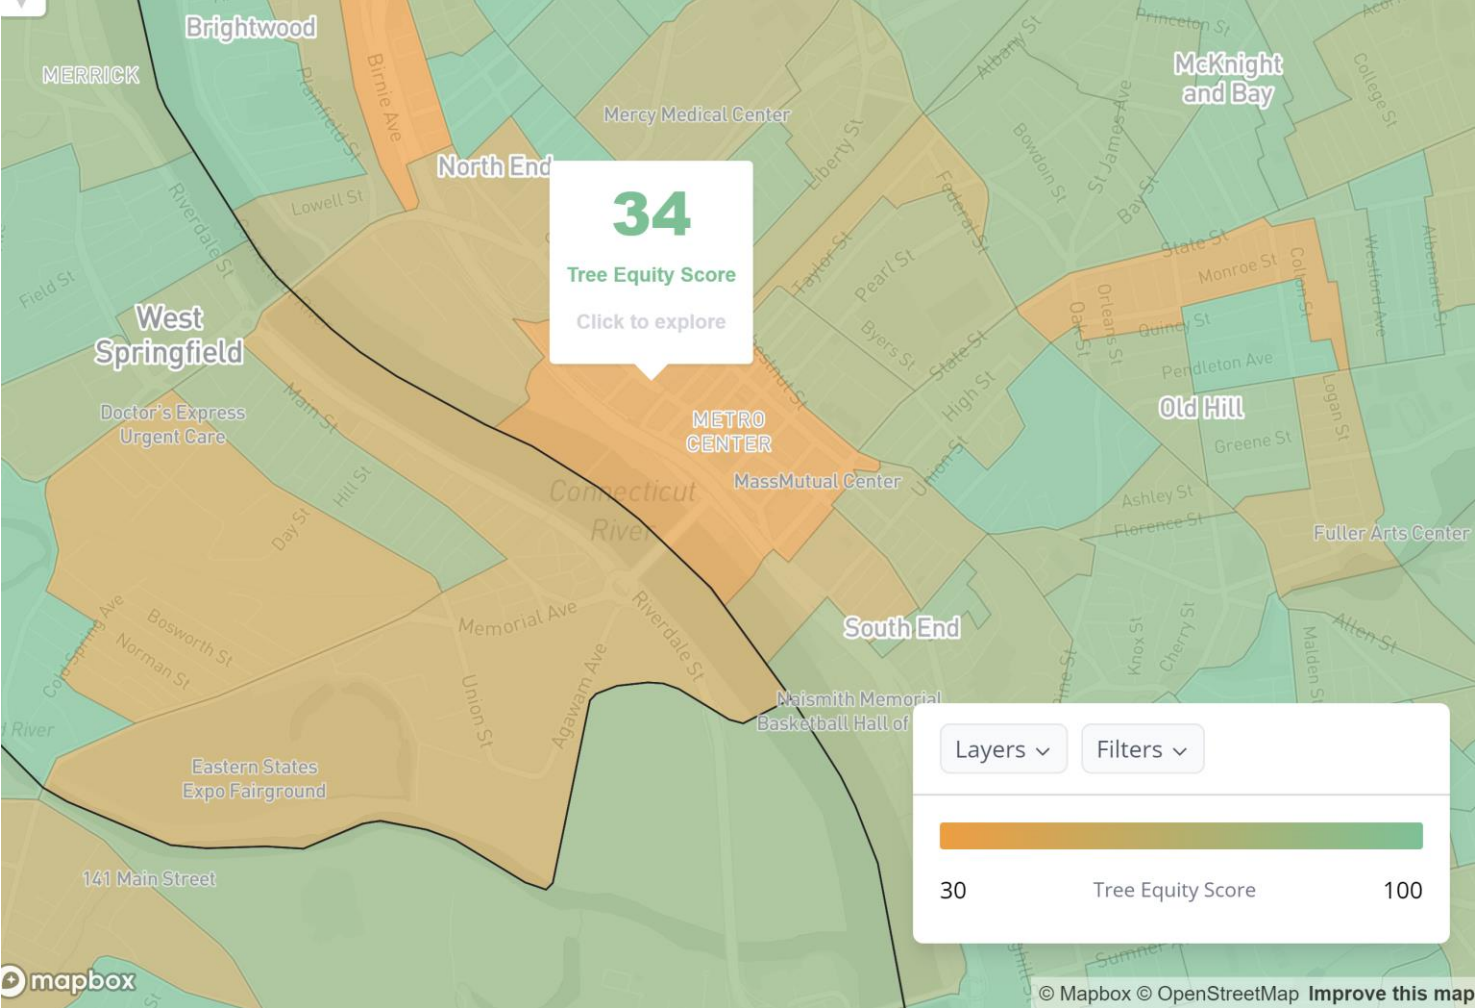 Brightwood
MERRICK
Birnie Ave
Plainfield St
Albany St
Princeton St
McKnight
and Bay
College St
Mercy Medical Center
North End
Liberty St
Bowdoin St
St James Ave
Bay St
Lowell St
Riverdale St
Federal St
34
Tree Equity Score
Click to explore
Taylor St
Pearl St
State St
Monroe St
Colton St
Westford Ave
Field St
West
Springfield
Byers St
State St
Oak St
Orleans St
Quincy St
Pendleton Ave
Main St
Doctor's Express
Urgent Care
METRO
CENTER
High St
Old Hill
Logan St
Greene St
Hill St
Day St
Connecticut
River
MassMutual Center
Union St
Ashley St
Florence St
Fuller Arts Center
Cold Spring Ave
Bosworth St
Norman St
Memorial Ave
Riverdale St
South End
Knox St
Cherry St
Allen St
Malden St
Union St
Agawam Ave
Naismith Memorial
Basketball Hall of
Eastern States
Expo Fairground
Layers
Filters
141 Main Street
30
Tree Equity Score
100
mapbox
© Mapbox © OpenStreetMap Improve this map